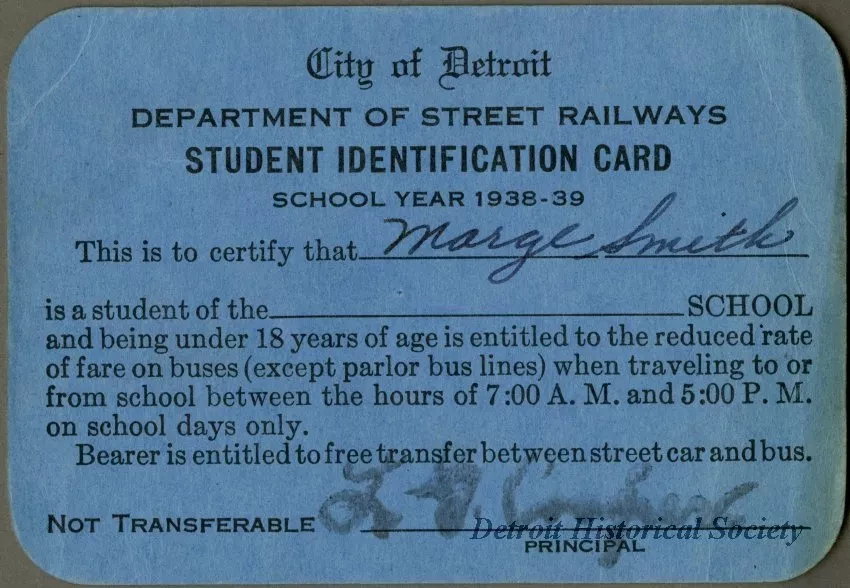 City of Detroit
DEPARTMENT OF STREET RAILWAYS
STUDENT IDENTIFICATION CARD
SCHOOL YEAR 1938-39
This is to certify that Marge Smith
is a student of the SCHOOL
and being under 18 years of age is entitled to the reduced rate
of fare on buses (except parlor bus lines) when traveling to or
from school between the hours of 7:00 A. M. and 5:00 P. M.
on school days only.
Bearer is entitled to free transfer between street car and bus.
NOT TRANSFERABLE
Detroit Historical Society
PRINCIPAL